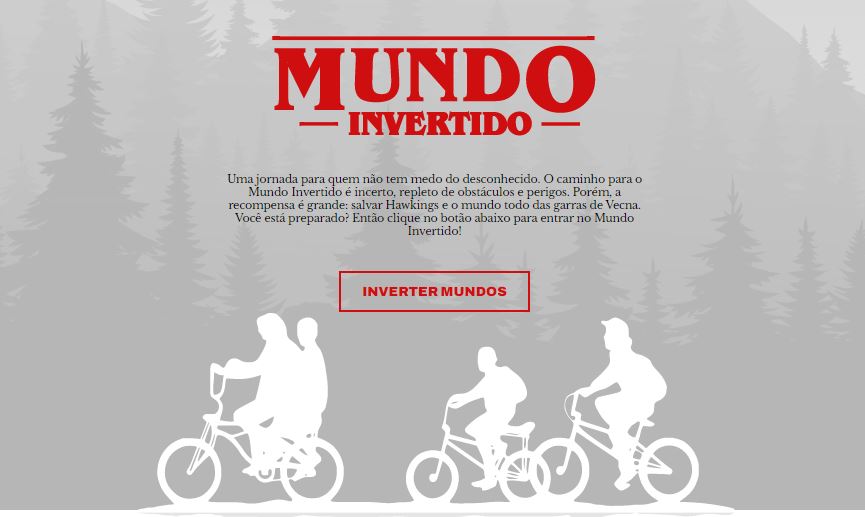 MUNDO
INVERTIDO
Uma jornada para quem não tem medo do desconhecido. O caminho para o
Mundo Invertido é incerto, repleto de obstáculos e perigos. Porém, a
recompensa é grande: salvar Hawkings e o mundo todo das garras de Vecna.
Você está preparado? Então clique no botão abaixo para entrar no Mundo
Invertido!
INVERTER MUNDOS